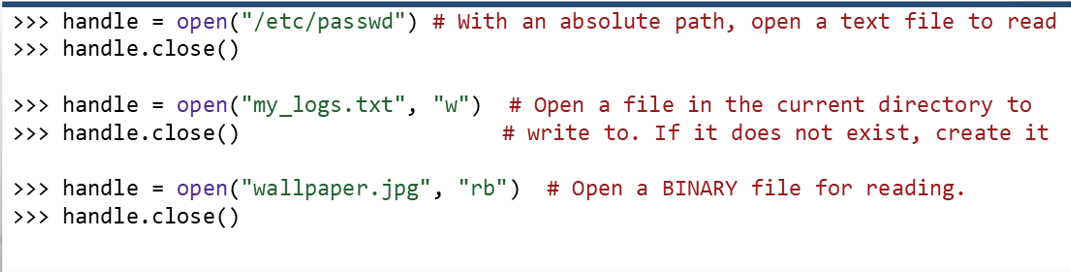 >>> handle = open("/etc/passwd") # With an absolute path, open a text file to read
>>> handle.close()
>>> handle = open("my_logs.txt", "w")  # Open a file in the current directory to
>>> handle.close()                     # write to. If it does not exist, create it
>>> handle = open("wallpaper.jpg", "rb")  # Open a BINARY file for reading.
>>> handle.close()